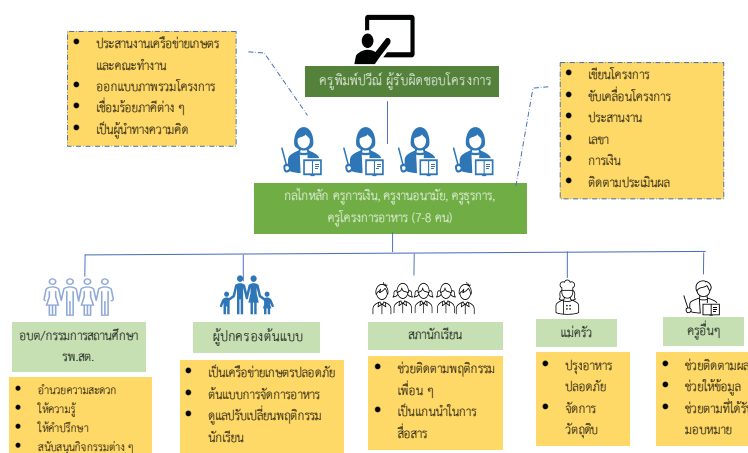 • ประสานงานเครือข่ายเกษตร
และคณะทำงาน
• ออกแบบภาพรวมโครงการ
• เชื่อมร้อยภาคีต่าง ๆ
• เป็นผู้นำทางความคิด
ครูพิมพ์ปวีณ์ ผู้รับผิดชอบโครงการ
• เขียนโครงการ
• ขับเคลื่อนโครงการ
• ประสานงาน
• เลขา
• การเงิน
• ติดตามประเมินผล
กลไกหลัก ครูการเงิน, ครูงานอนามัย, ครูธุรการ,
ครูโครงการอาหาร (7-8 คน)
อบต/กรรมการสถานศึกษา
รพ.สต.
• อำนวยความสะดวก
• ให้ความรู้
• ให้คำปรึกษา
• สนับสนุนกิจกรรมต่าง ๆ
ผู้ปกครองต้นแบบ
• เป็นเครือข่ายเกษตรปลอดภัย
• ต้นแบบการจัดการอาหาร
• ดูแลปรับเปลี่ยนพฤติกรรม
นักเรียน
สภานักเรียน
• ช่วยติดตามพฤติกรรม
เพื่อน ๆ
• เป็นแกนนำในการ
สื่อสาร
แม่ครัว
• ปรุงอาหาร
ปลอดภัย
• จัดการ
วัตถุดิบ
ครูอื่นๆ
• ช่วยติดตามผล
• ช่วยให้ข้อมูล
• ช่วยตามที่ได้รับ
มอบหมาย